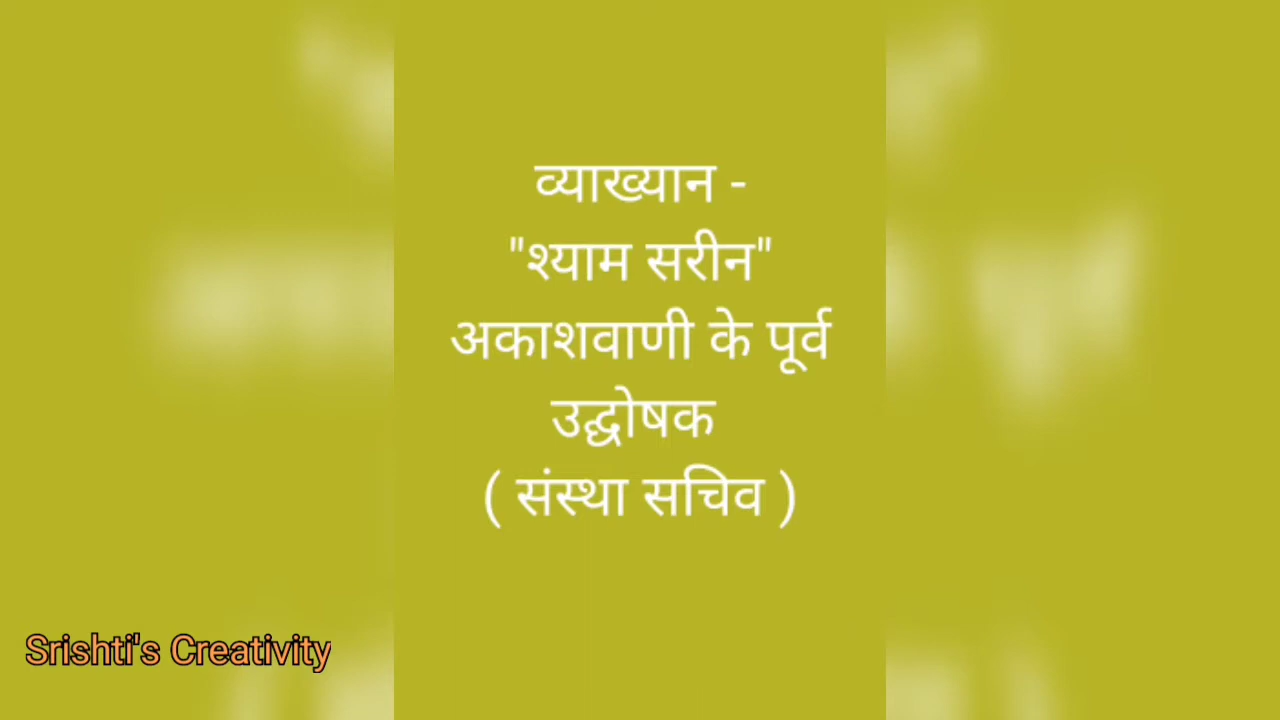 व्याख्यान -
"श्याम सरीन"
अकाशवाणी के पूर्व
उद्घोषक
( संस्था सचिव )
Srishti's Creativity